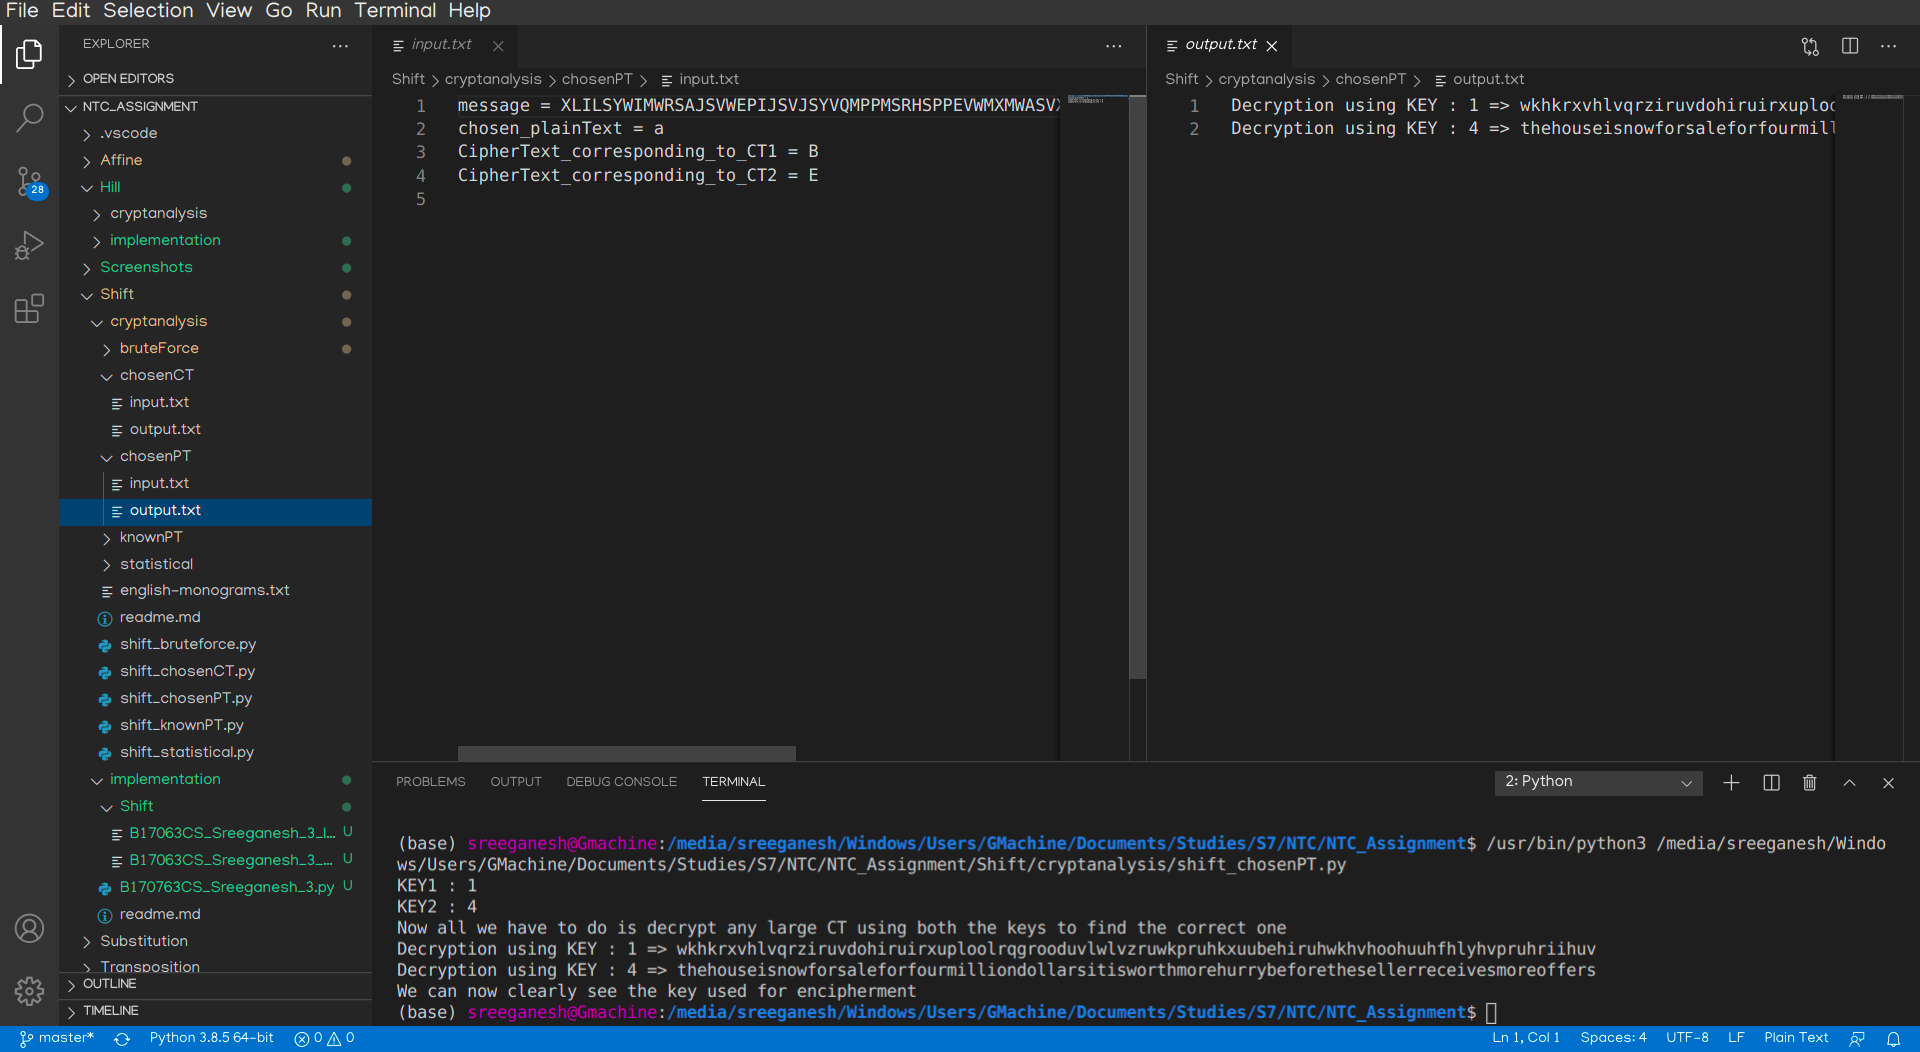 File Edit Selection View Go Run Terminal Help
EXPLORER
OPEN EDITORS
NTC_ASSIGNMENT
.vscode
Affine
Hill
cryptanalysis
implementation
Screenshots
Shift
cryptanalysis
bruteForce
chosenCT
input.txt
output.txt
chosenPT
input.txt
output.txt
knownPT
statistical
english-monograms.txt
readme.md
shift_bruteforce.py
shift_chosenCT.py
shift_chosenPT.py
shift_knownPT.py
shift_statistical.py
implementation
Shift
B17063CS_Sreeganesh_3_I... U
B17063CS_Sreeganesh_3_... U
B170763CS_Sreeganesh_3.py U
readme.md
Substitution
Transposition
OUTLINE
TIMELINE
28
input.txt
Shift > cryptanalysis > chosenPT > input.txt
1 message = XLILSYWIMWRSAJSVWEPIJSVJSYVQMPPMSRHSPPEVWMXMWASVX
2 chosen_plainText = a
3 CipherText_corresponding_to_CT1 = B
4 CipherText_corresponding_to_CT2 = E
5
output.txt
Shift > cryptanalysis > chosenPT > output.txt
1 Decryption using KEY : 1 => wkhkrxvhlvqrziruvdohiruirxuploo
2 Decryption using KEY : 4 => thehouseisnowforsaleforfourmill
PROBLEMS OUTPUT DEBUG CONSOLE TERMINAL
2: Python
(base) sreeganesh@Gmachine:/media/sreeganesh/Windows/Users/GMachine/Documents/Studies/S7/NTC/NTC_Assignment$ /usr/bin/python3 /media/sreeganesh/Windo
ws/Users/GMachine/Documents/Studies/S7/NTC/NTC_Assignment/Shift/cryptanalysis/shift_chosenPT.py
KEY1 : 1
KEY2 : 4
Now all we have to do is decrypt any large CT using both the keys to find the correct one
Decryption using KEY : 1 => wkhkrxvhlvqrziruvdohiruirxuploolrqgrooduvlwlvzruwkpruhkxuubehiruhwkhvhoohuuhfhlyhvpruhriihuv
Decryption using KEY : 4 => thehouseisnowforsaleforfourmilliondollarsitisworthmorehurrybeforethesellerreceivesmoreoffers
We can now clearly see the key used for encipherment
(base) sreeganesh@Gmachine:/media/sreeganesh/Windows/Users/GMachine/Documents/Studies/S7/NTC/NTC_Assignment$
master* Python 3.8.5 64-bit 0 0 Ln 1, Col 1 Spaces: 4 UTF-8 LF Plain Text